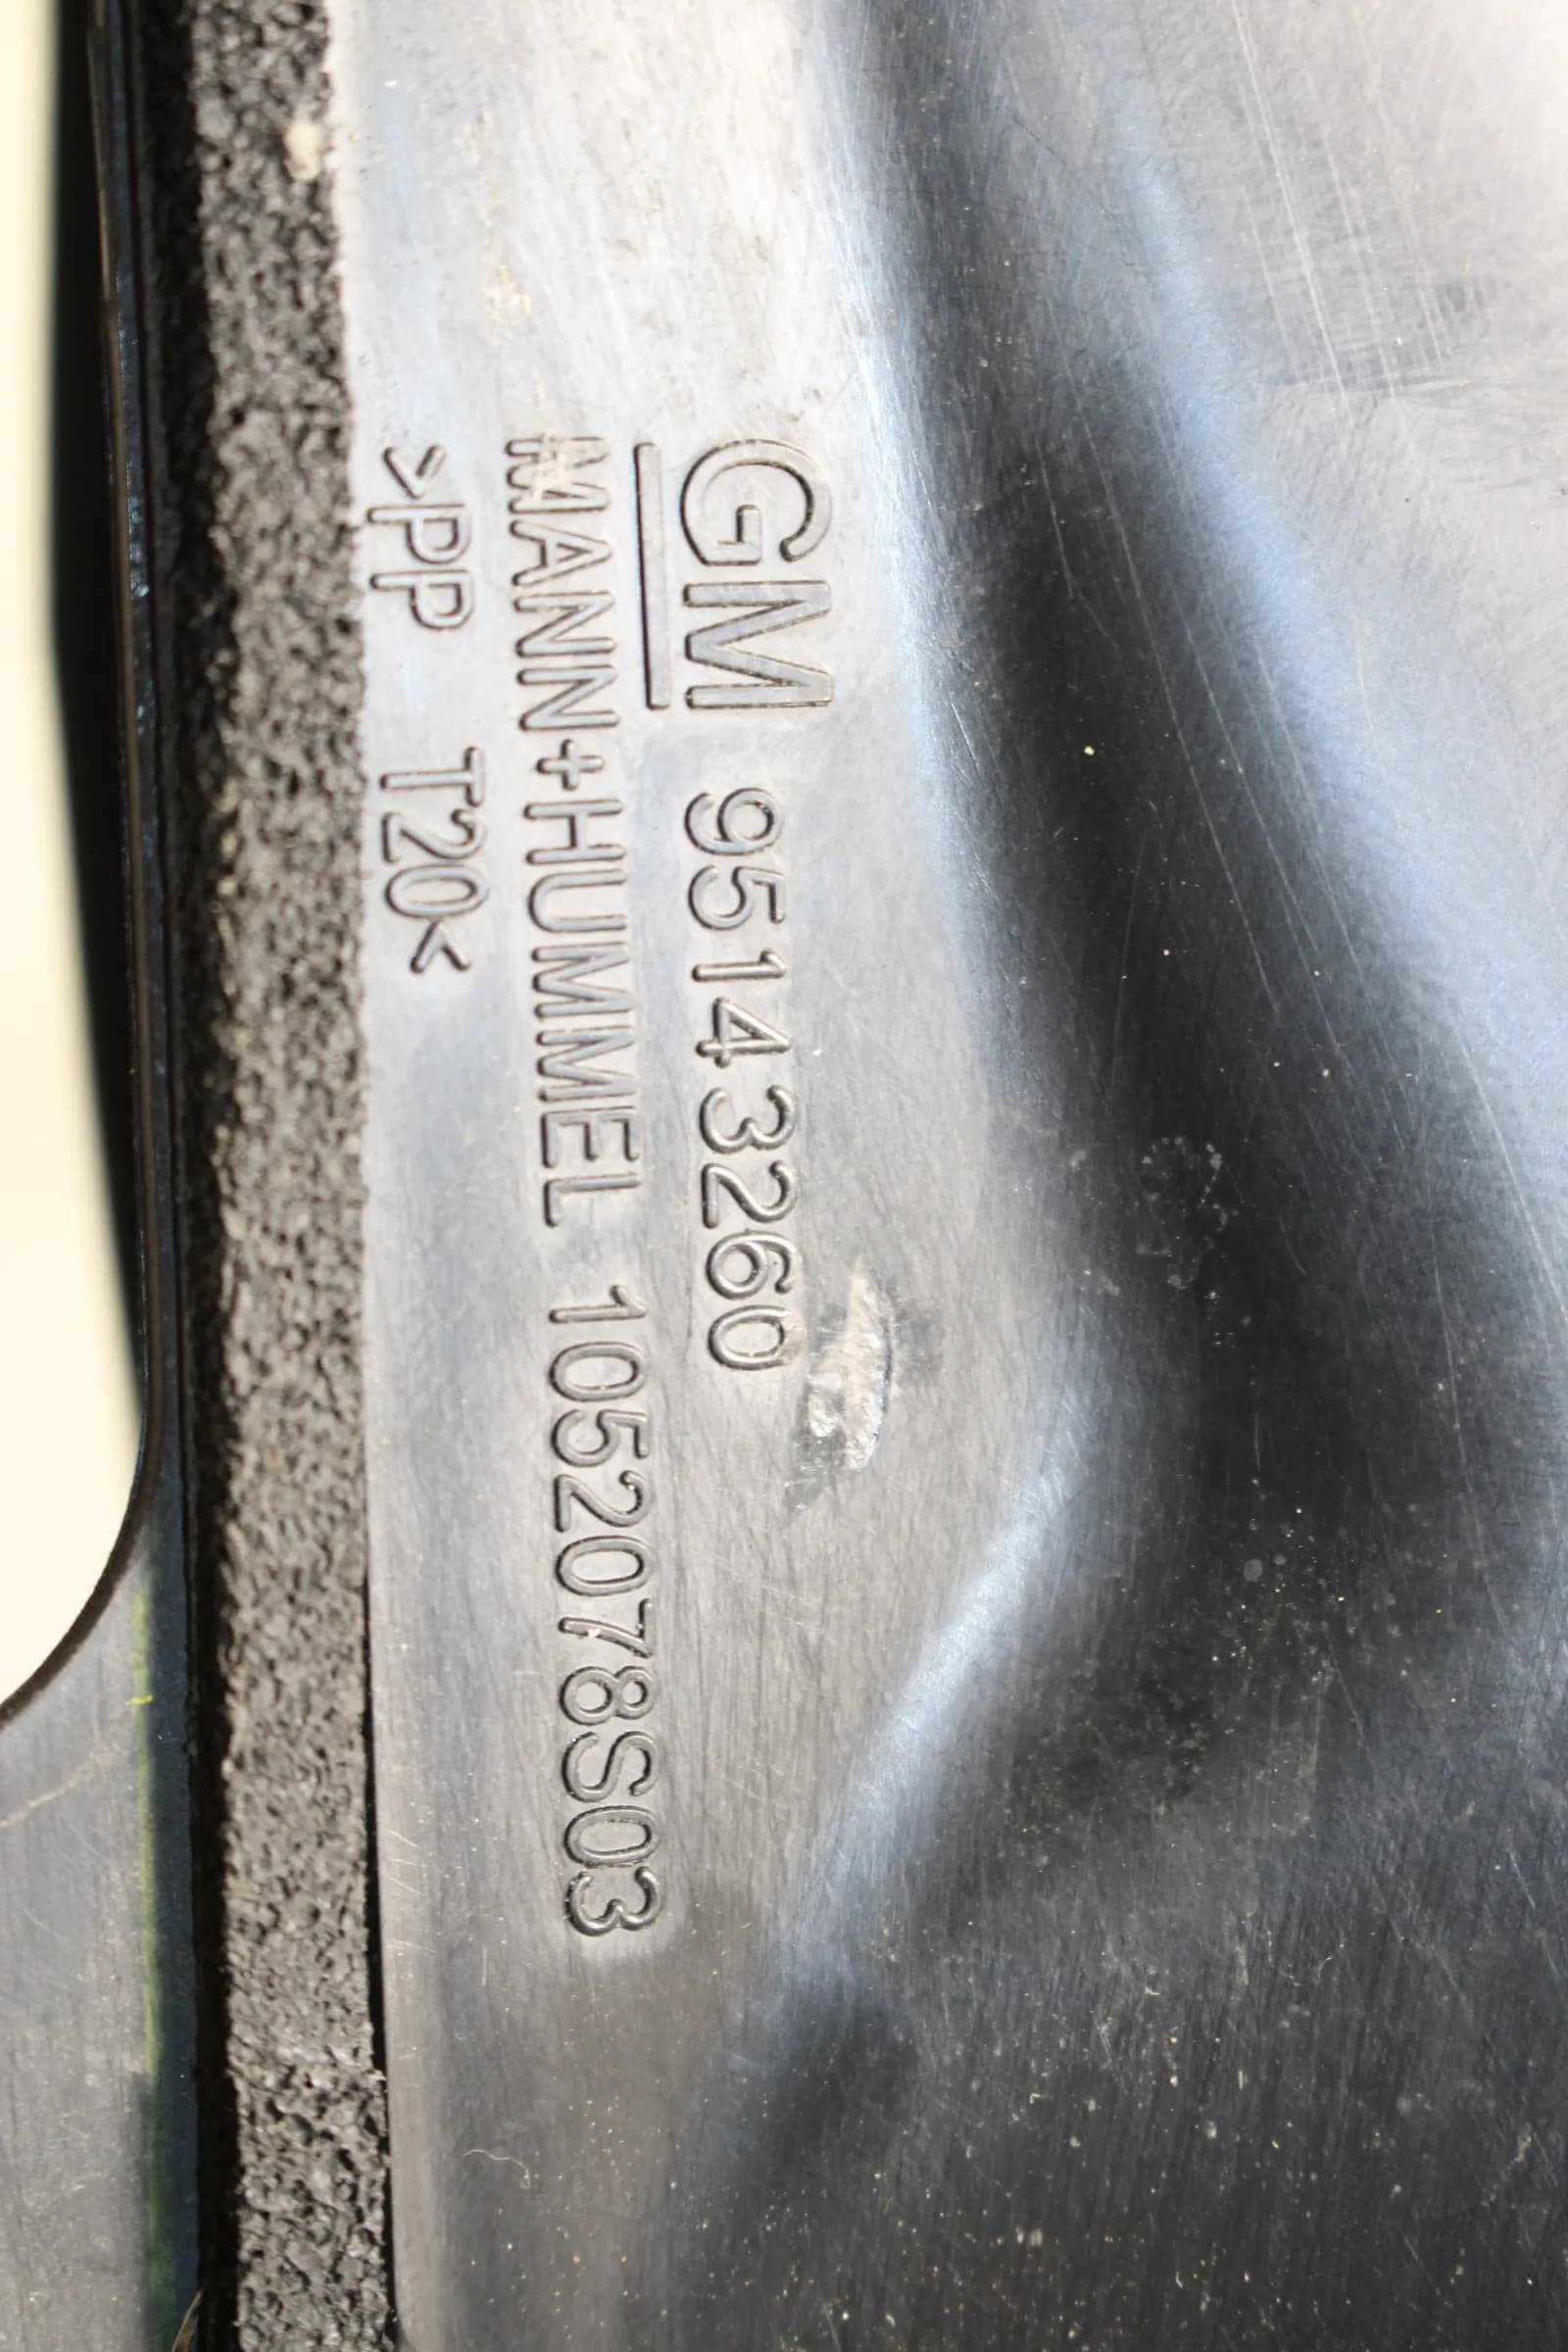 GM 95143260
MANN+HUMMEL 1052078S03
>PP T20<